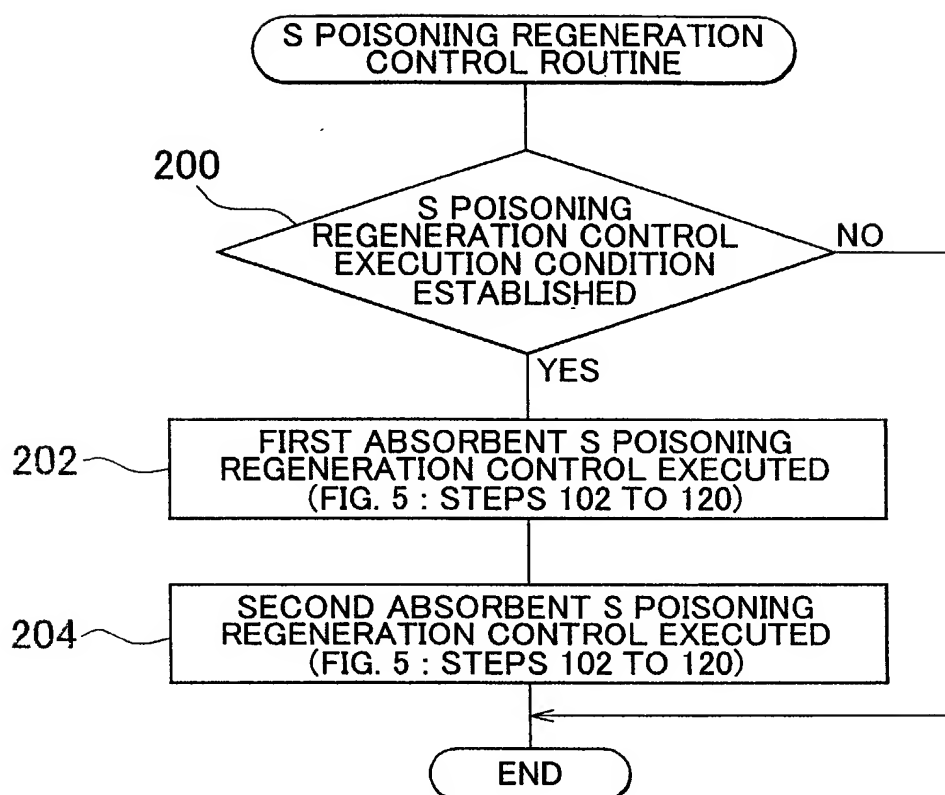 S POISONING REGENERATION
CONTROL ROUTINE
200
S POISONING
REGENERATION CONTROL
EXECUTION CONDITION
ESTABLISHED
NO
YES
202
FIRST ABSORBENT S POISONING
REGENERATION CONTROL EXECUTED
(FIG. 5 : STEPS 102 TO 120)
204
SECOND ABSORBENT S POISONING
REGENERATION CONTROL EXECUTED
(FIG. 5 : STEPS 102 TO 120)
END